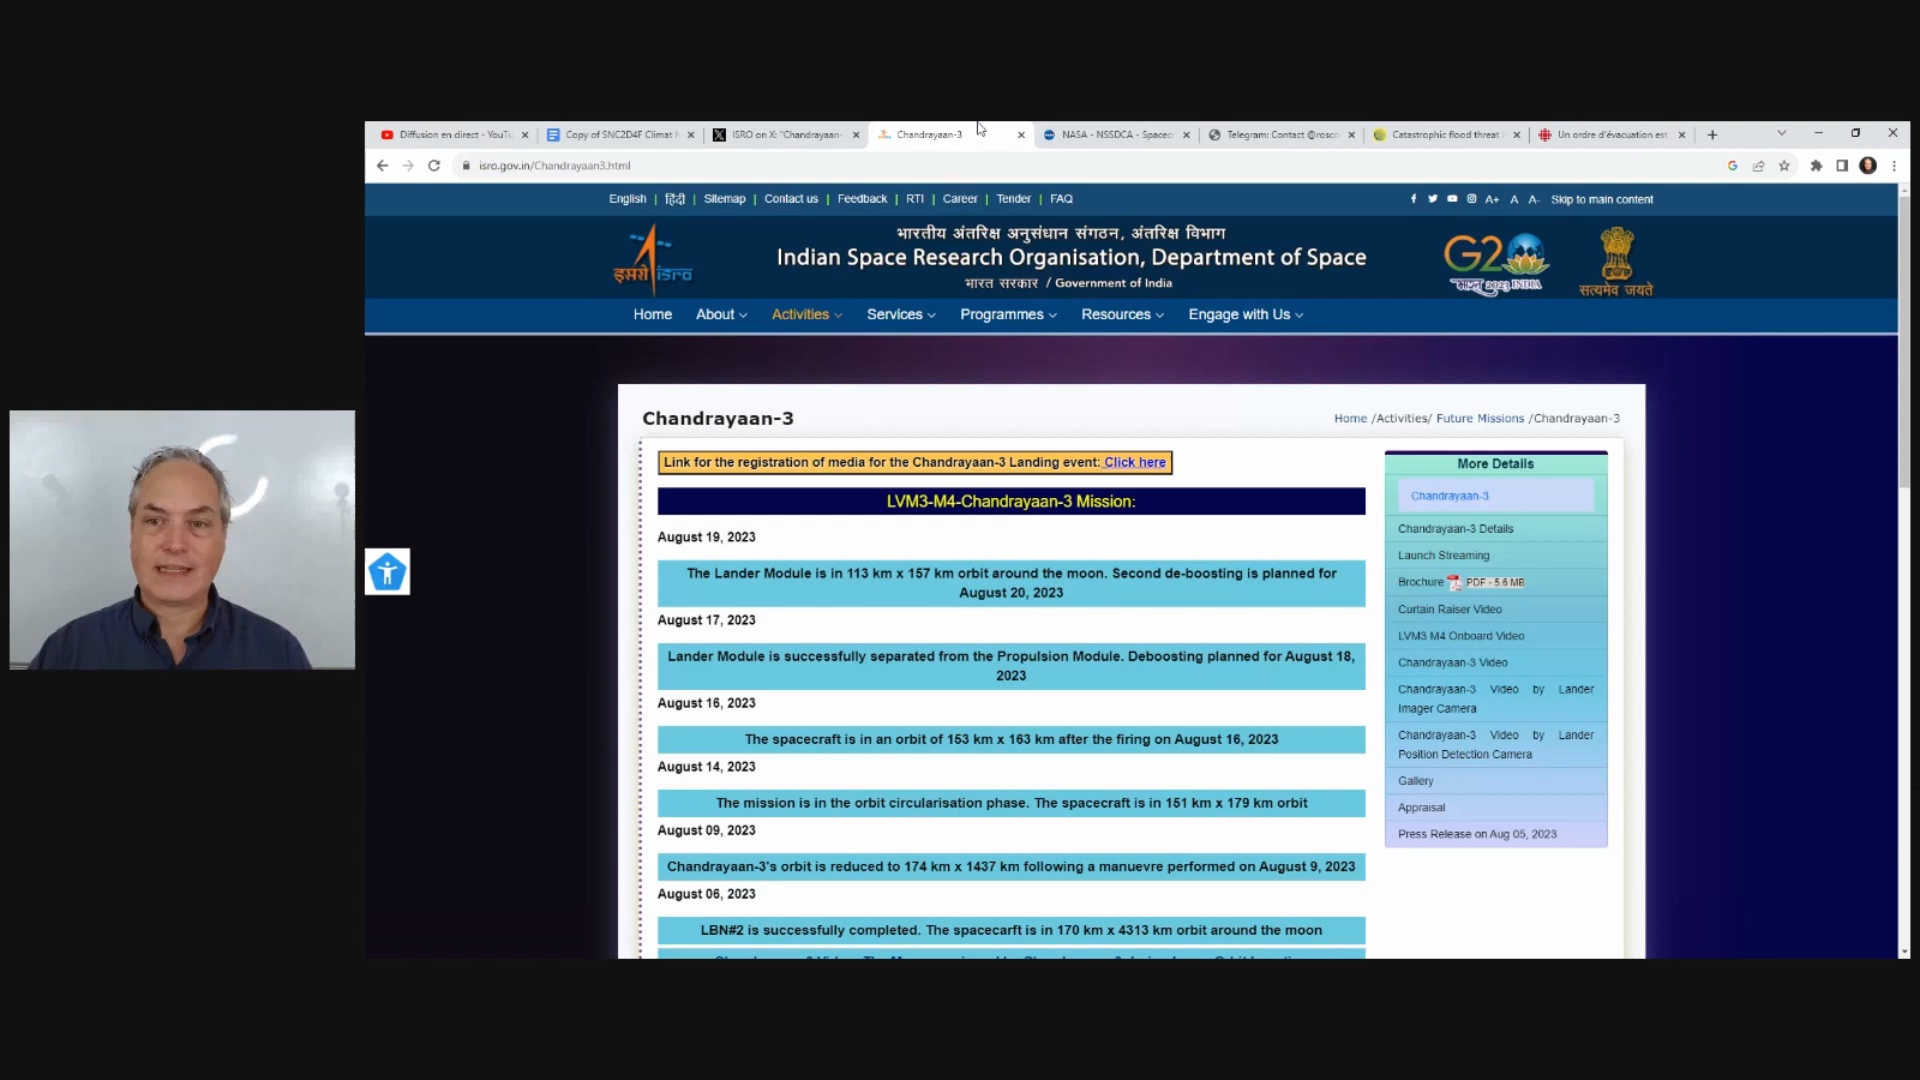 Diffusion en direct - YouTu
Copy of SNC2D4F Climat
ISRO on X: "Chandrayaan-
Chandrayaan-3
NASA - NSSDCA - Spacec
Telegram: Contact @rosco
Catastrophic flood threat
Un ordre d'évacuation est
isro.gov.in/Chandrayaan3.html
English | हिंदी | Sitemap | Contact us | Feedback | RTI | Career | Tender | FAQ
A+ A A- Skip to main content
भारतीय अंतरिक्ष अनुसंधान संगठन, अंतरिक्ष विभाग
Indian Space Research Organisation, Department of Space
भारत सरकार / Government of India
इसरो isro
G2
भारत 2023 INDIA
सत्यमेव जयते
Home About Activities Services Programmes Resources Engage with Us
Chandrayaan-3
Home /Activities/ Future Missions /Chandrayaan-3
Link for the registration of media for the Chandrayaan-3 Landing event: Click here
LVM3-M4-Chandrayaan-3 Mission:
August 19, 2023
The Lander Module is in 113 km x 157 km orbit around the moon. Second de-boosting is planned for
August 20, 2023
August 17, 2023
Lander Module is successfully separated from the Propulsion Module. Deboosting planned for August 18,
2023
August 16, 2023
The spacecraft is in an orbit of 153 km x 163 km after the firing on August 16, 2023
August 14, 2023
The mission is in the orbit circularisation phase. The spacecraft is in 151 km x 179 km orbit
August 09, 2023
Chandrayaan-3's orbit is reduced to 174 km x 1437 km following a manuevre performed on August 9, 2023
August 06, 2023
LBN#2 is successfully completed. The spacecarft is in 170 km x 4313 km orbit around the moon
More Details
Chandrayaan-3
Chandrayaan-3 Details
Launch Streaming
Brochure PDF - 5.6 MB
Curtain Raiser Video
LVM3 M4 Onboard Video
Chandrayaan-3 Video
Chandrayaan-3 Video by Lander
Imager Camera
Chandrayaan-3 Video by Lander
Position Detection Camera
Gallery
Appraisal
Press Release on Aug 05, 2023